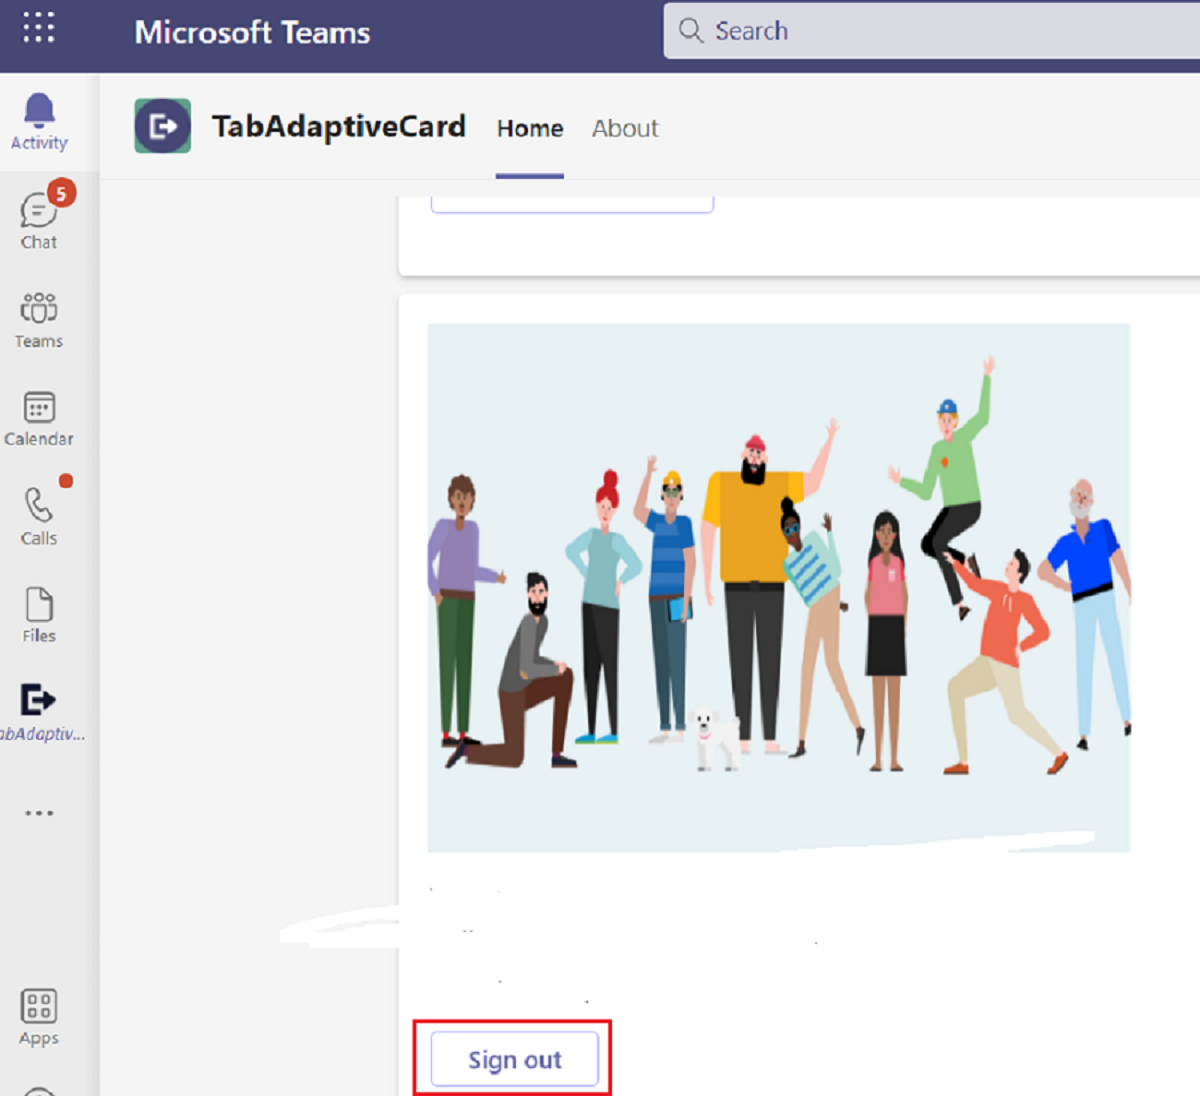 Microsoft Teams
Search
TabAdaptiveCard Home About
Activity
5
Chat
Teams
Calendar
Calls
Files
abAdaptiv...
Apps
Sign out